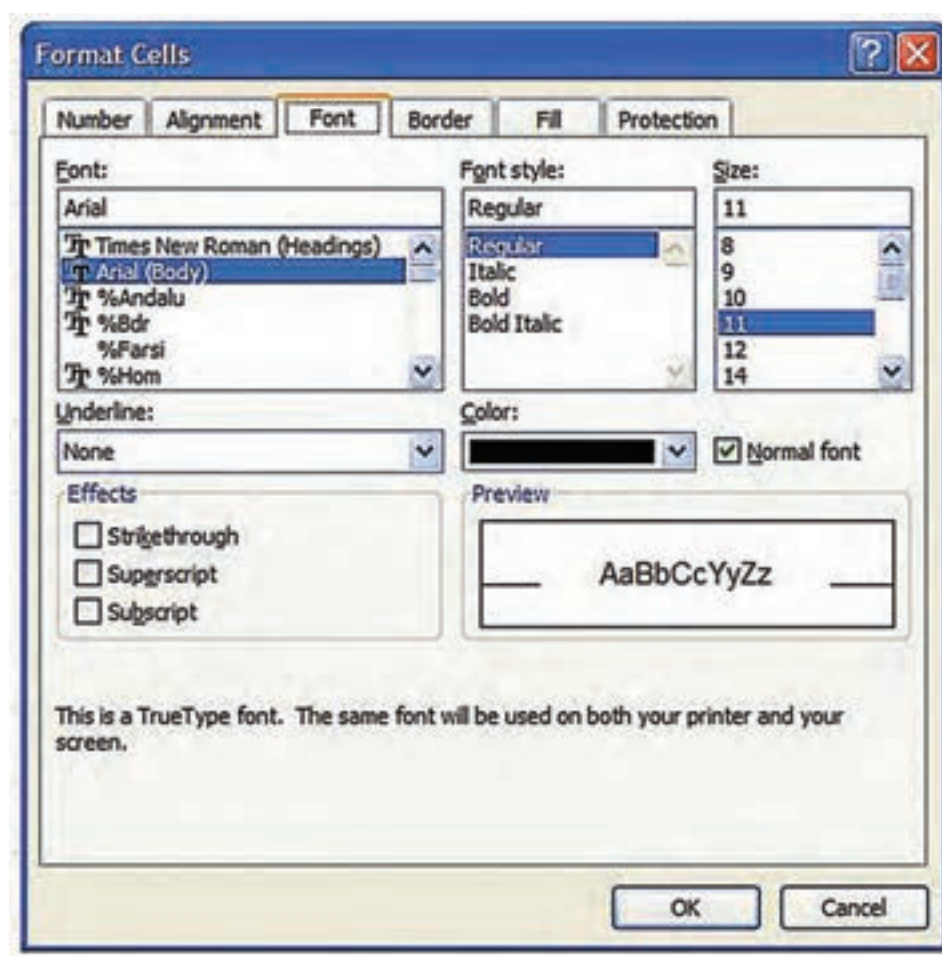 Format Cells
Number Alignment Font Border Fill Protection
Font: Font style: Size:
Arial Regular 11
Times New Roman (Headings) Regular 8
Arial (Body) Italic 9
%Andalu Bold 10
%Bdr Bold Italic 11
%Farsi 12
%Hom 14
Underline: Color:
None Normal font
Effects Preview
Strikethrough
Superscript AaBbCcYyZz
Subscript
This is a TrueType font. The same font will be used on both your printer and your
screen.
OK Cancel